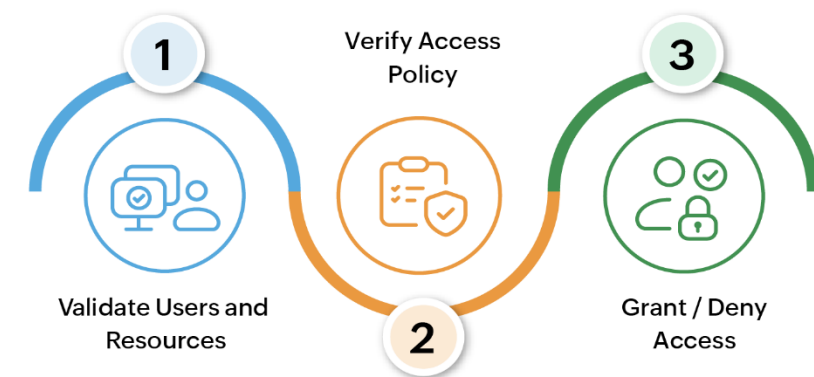 1
Validate Users and
Resources
Verify Access
Policy
2
3
Grant / Deny
Access